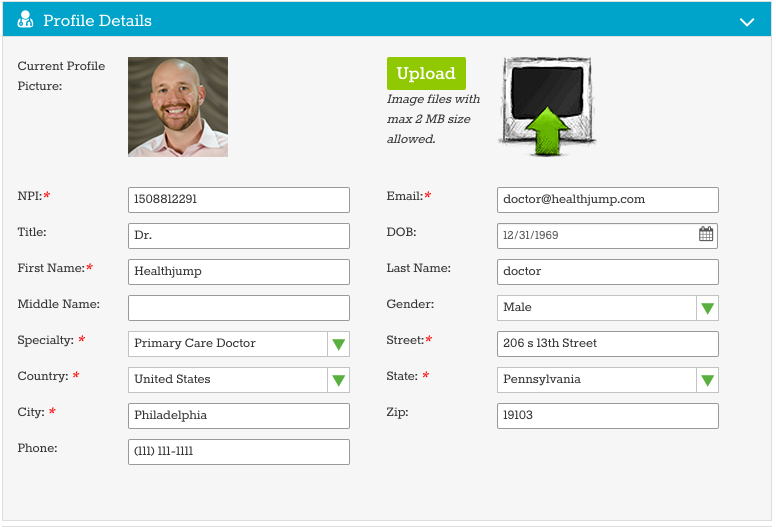 Profile Details
Current Profile
Picture:
Upload
Image files with
max 2 MB size
allowed.
NPI:* 1508812291 Email:* doctor@healthjump.com
Title: Dr. DOB: 12/31/1969
First Name:* Healthjump Last Name: doctor
Middle Name: Gender: Male
Specialty: * Primary Care Doctor Street:* 206 s 13th Street
Country: * United States State: * Pennsylvania
City: * Philadelphia Zip: 19103
Phone: (111) 111-1111